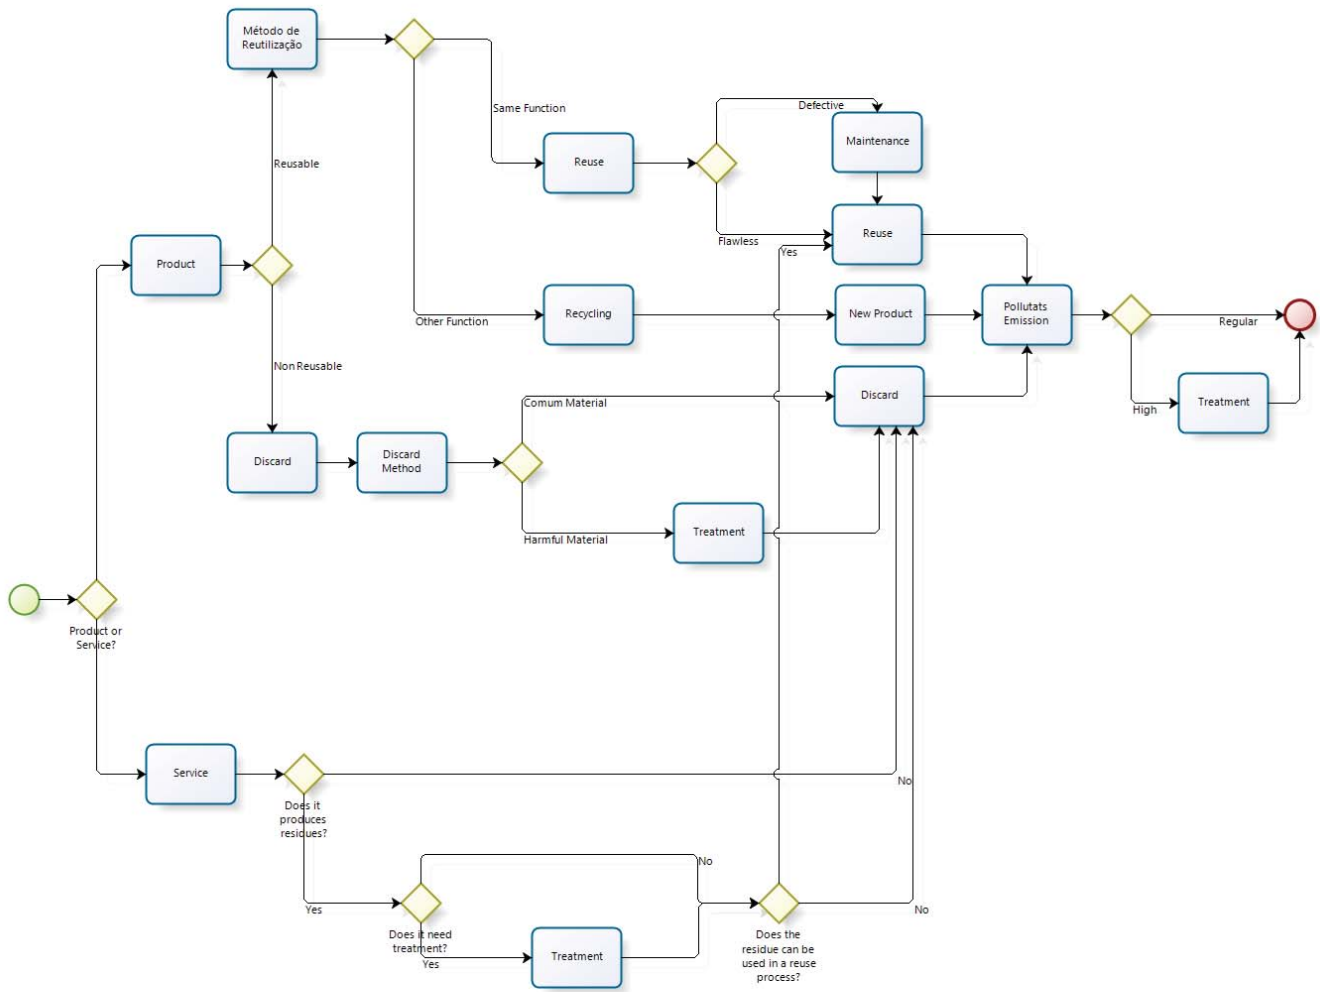 Método de
Reutilização
Same Function
Defective
Maintenance
Reuse
Reusable
Reuse
Flawless
Yes
Product
Other Function
Recycling
New Product
Pollutats
Emission
Regular
Non Reusable
Comum Material
Discard
High
Treatment
Discard
Discard
Method
Harmful Material
Treatment
Product or
Service?
Service
No
Does it
produces
residues?
No
Yes
No
Does it need
treatment?
Yes
Treatment
Does the
residue can be
used in a reuse
process?